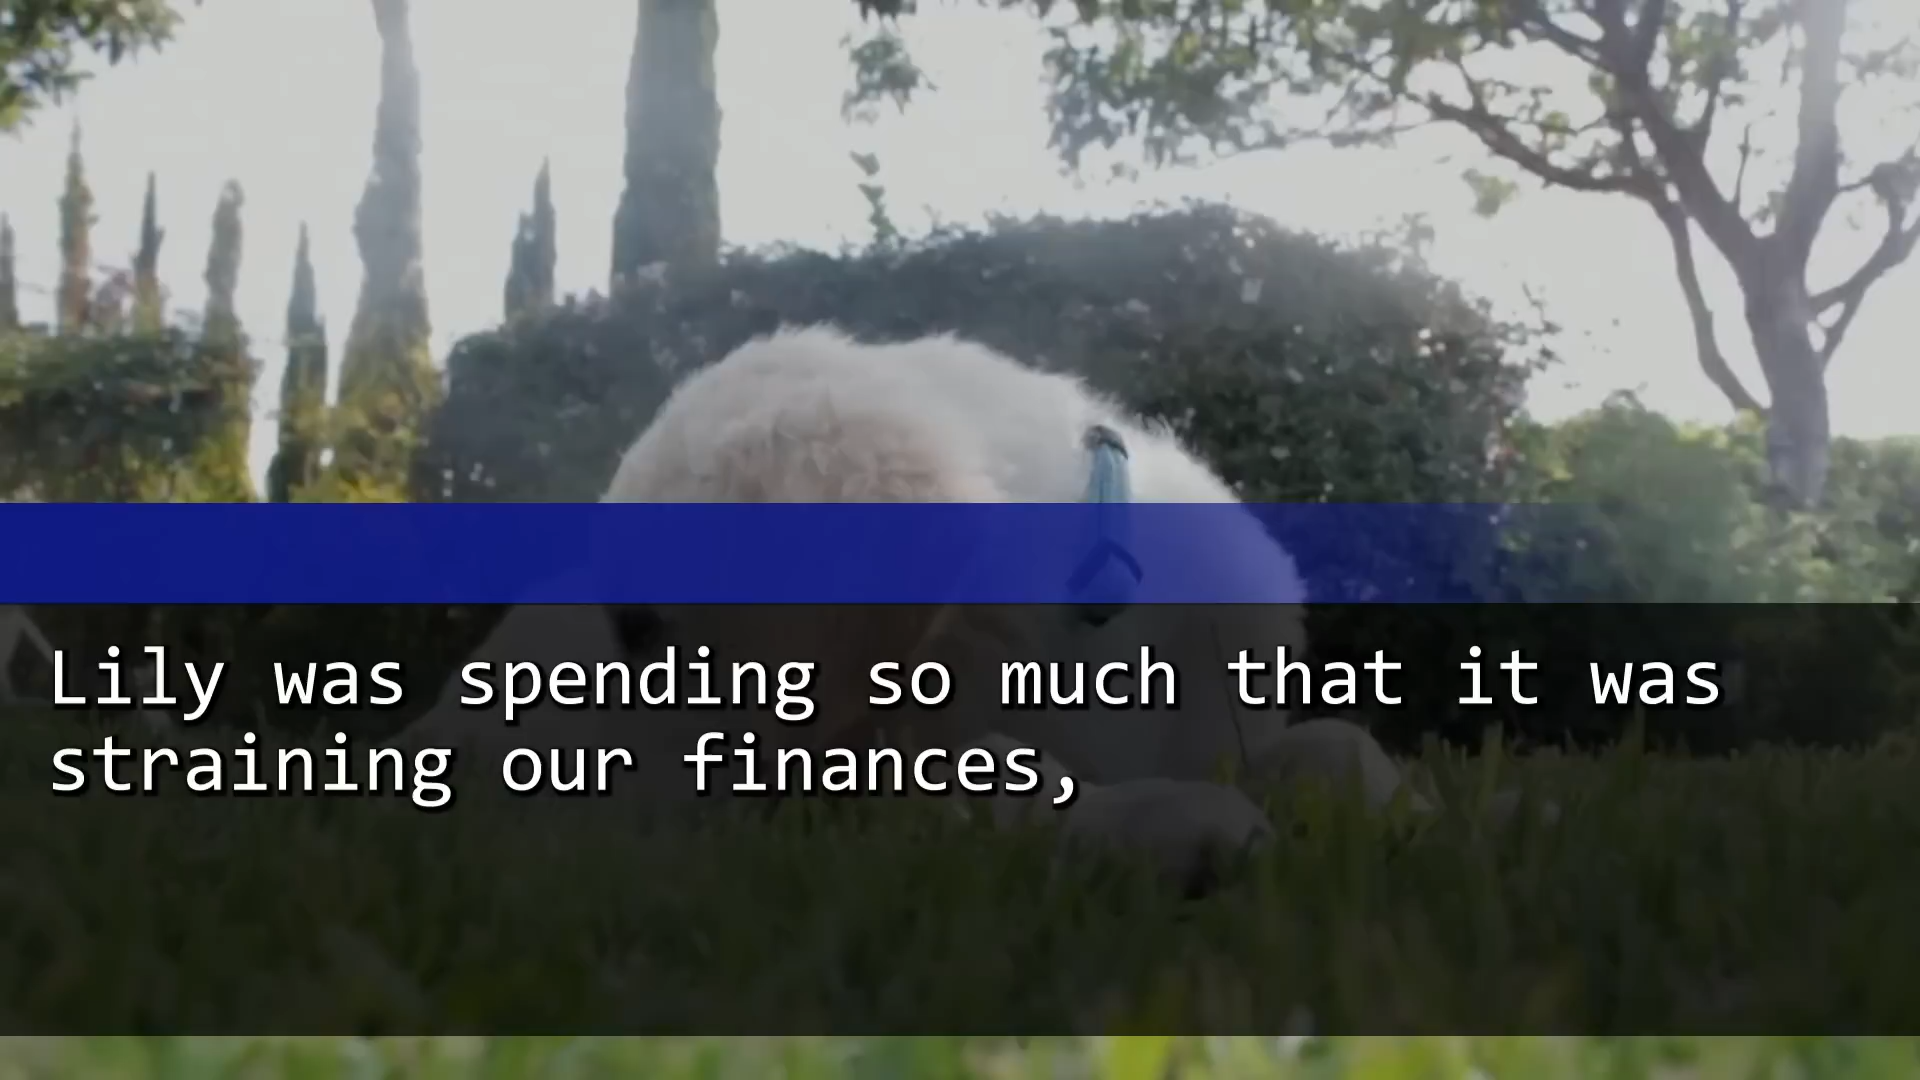 Lily was spending so much that it was
straining our finances,